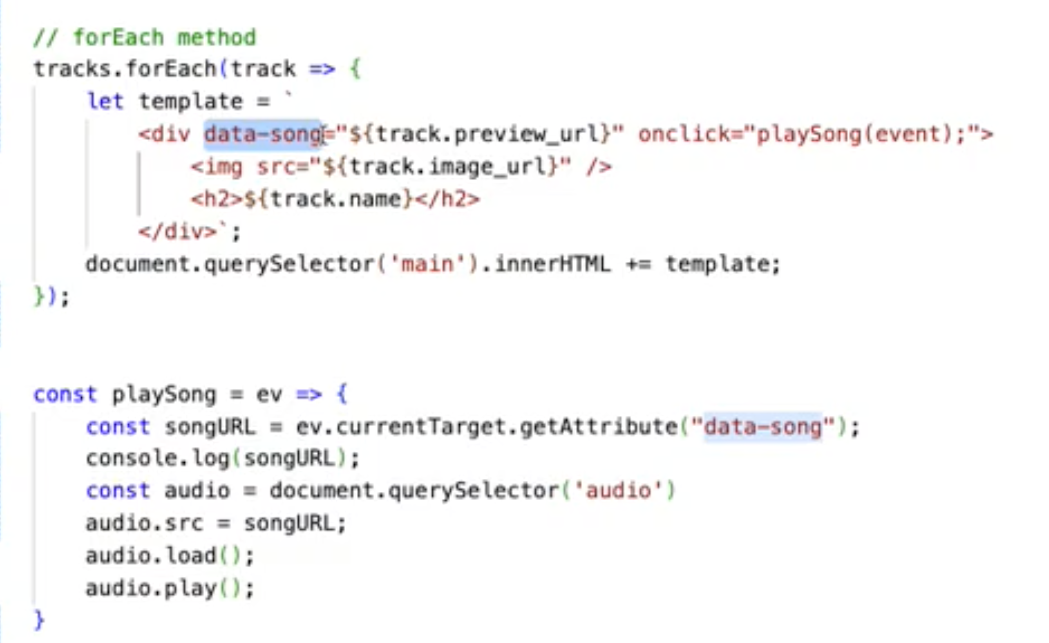 // forEach method
tracks.forEach(track => {
let template = `
<div data-song="${track.preview_url}" onclick="playSong(event);">
<img src="${track.image_url}" />
<h2>${track.name}</h2>
</div>`;
document.querySelector('main').innerHTML += template;
});
const playSong = ev => {
const songURL = ev.currentTarget.getAttribute("data-song");
console.log(songURL);
const audio = document.querySelector('audio')
audio.src = songURL;
audio.load();
audio.play();
}